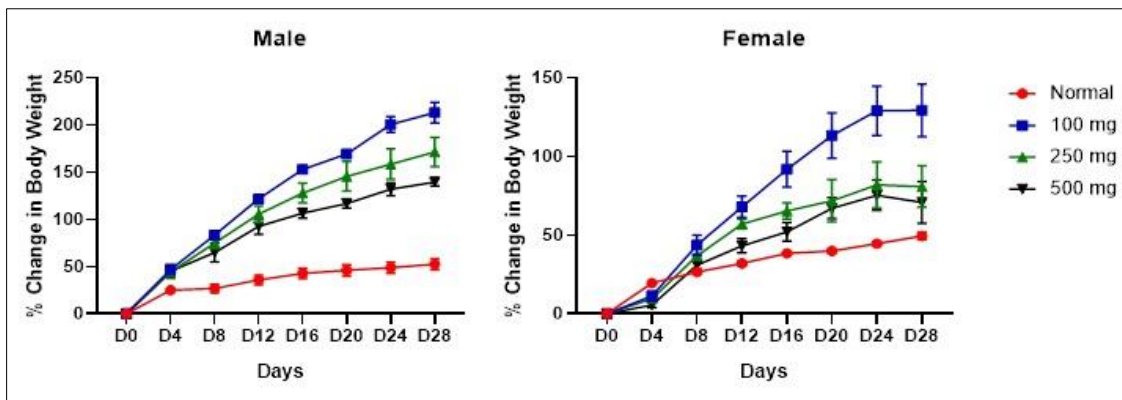 Male
% Change in Body Weight
250
200
150
100
50
0
D0 D4 D8 D12 D16 D20 D24 D28
Days
Female
% Change in Body Weight
150
100
50
0
D0 D4 D8 D12 D16 D20 D24 D28
Days
Normal
100 mg
250 mg
500 mg